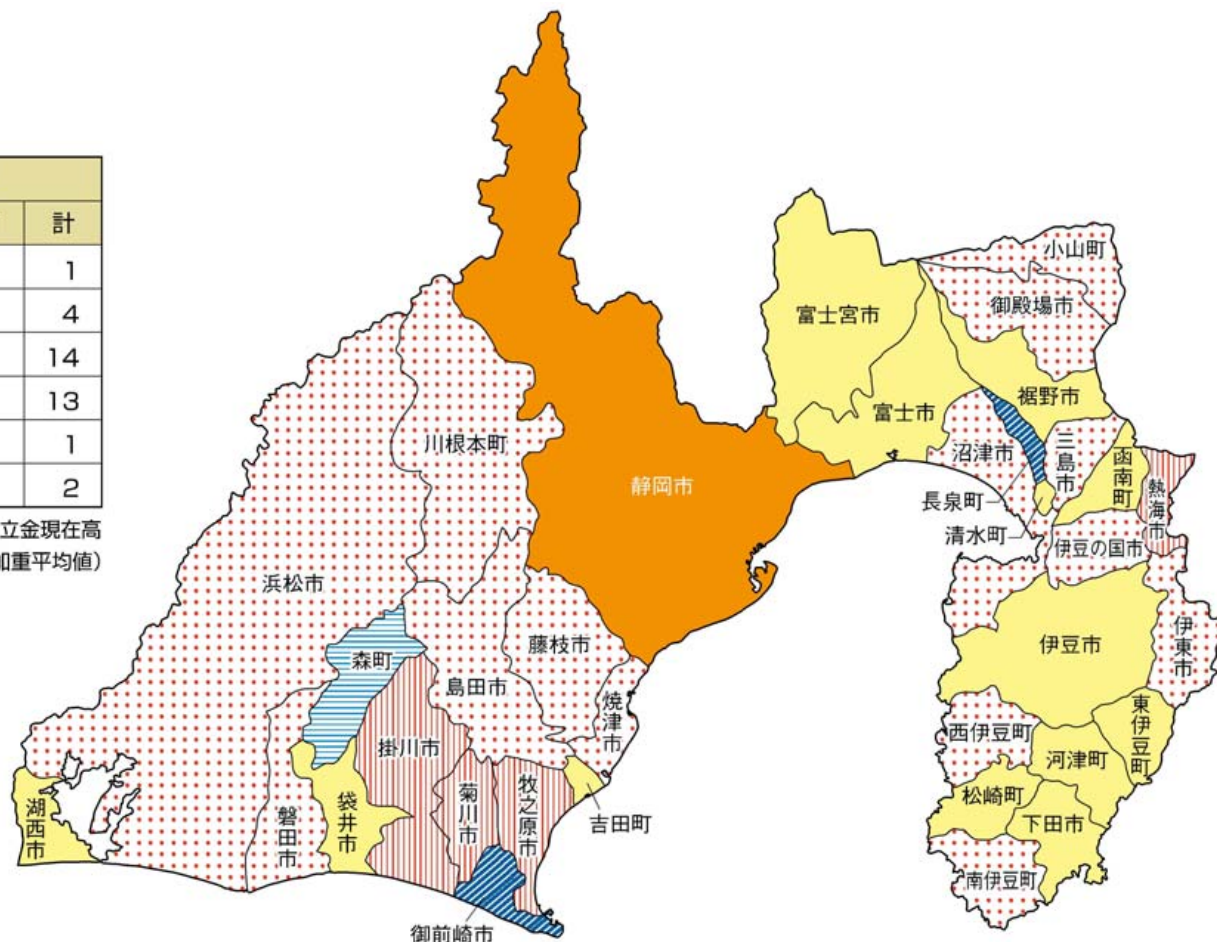 計
1
4
14
13
1
2
立金現在高
加重平均値）
小山町
御殿場市
富士宮市
裾野市
富士市
川根本町
沼津市
三島市
函南町
熱海市
静岡市
長泉町
清水町
伊豆の国市
浜松市
藤枝市
伊豆市
伊東市
森町
島田市
焼津市
東伊豆町
西伊豆町
掛川市
河津町
菊川市
牧之原市
松崎町
湖西市
磐田市
袋井市
吉田町
下田市
南伊豆町
御前崎市